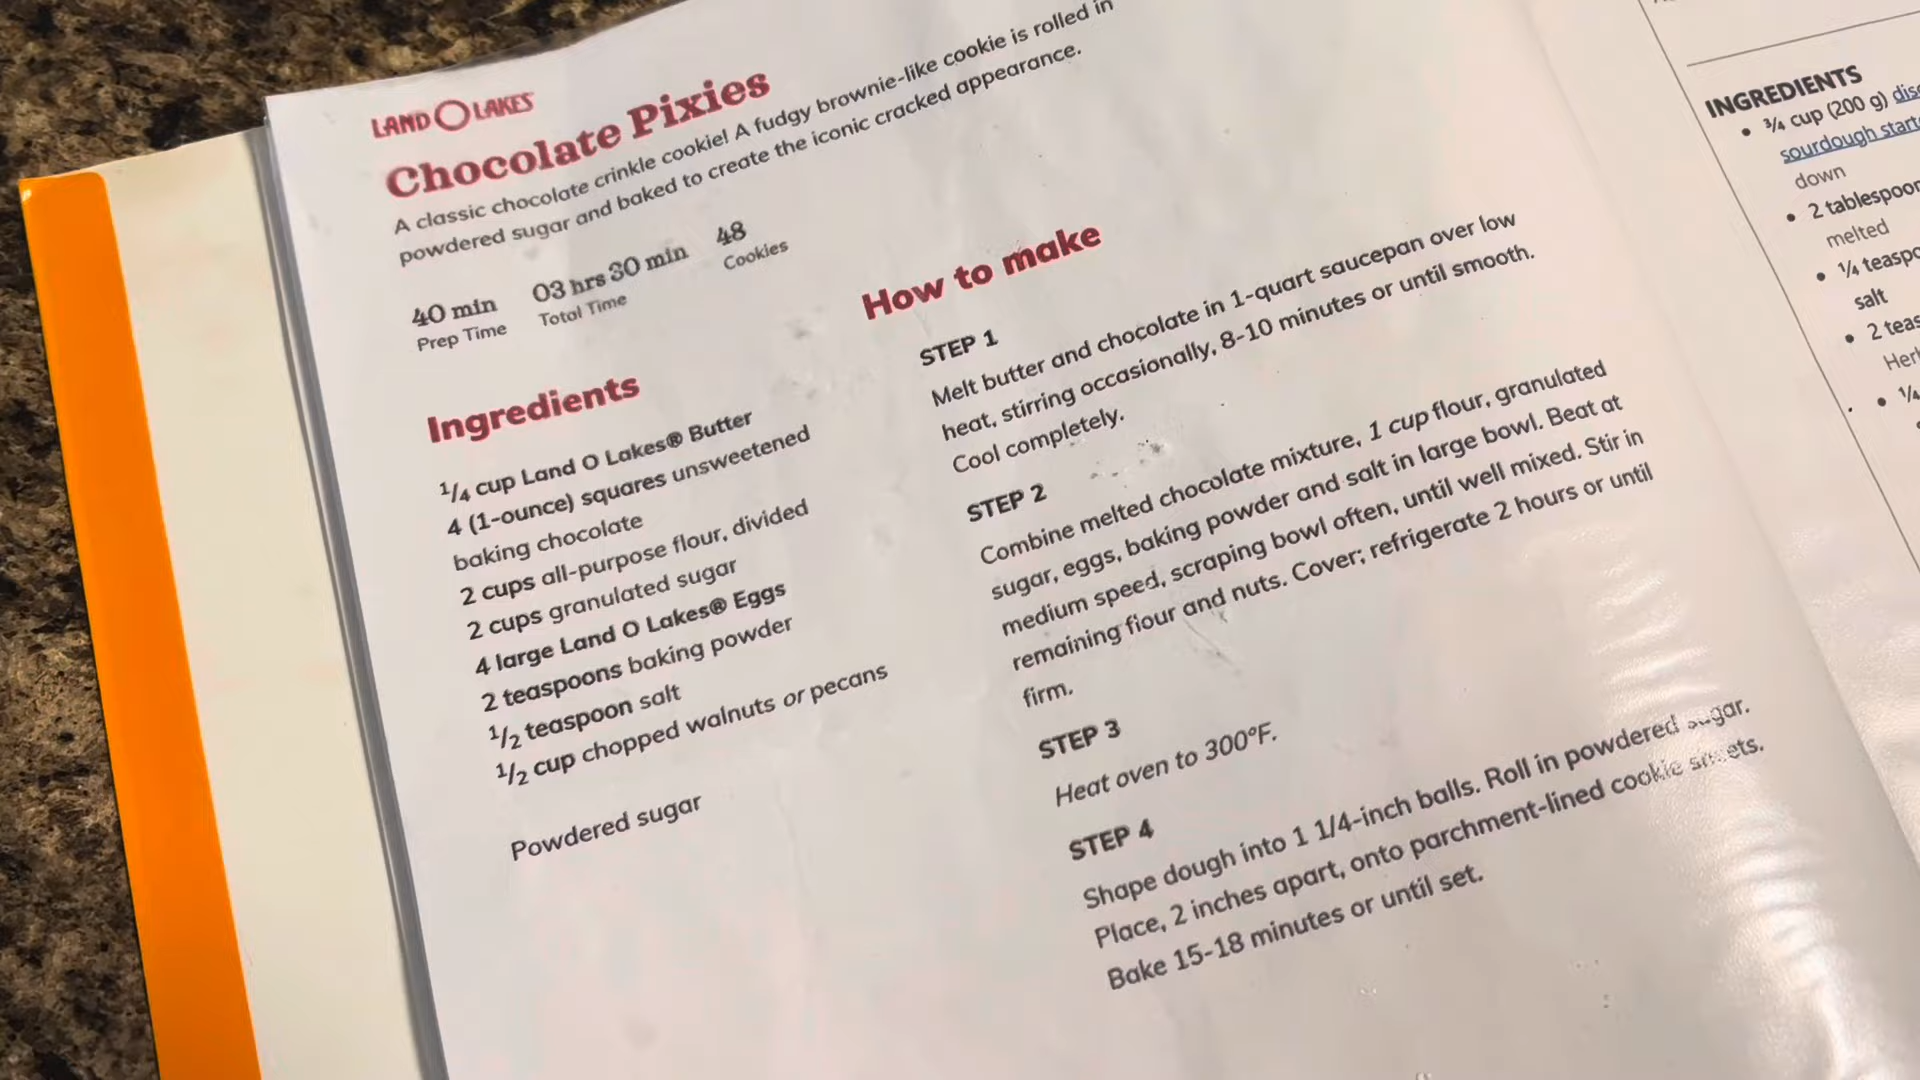 LAND O LAKES
Chocolate Pixies
A classic chocolate crinkle cookie! A fudgy brownie-like cookie is rolled in
powdered sugar and baked to create the iconic cracked appearance.
40 min
Prep Time
03 hrs 30 min
Total Time
48
Cookies
Ingredients
1/4 cup Land O Lakes® Butter
4 (1-ounce) squares unsweetened
baking chocolate
2 cups all-purpose flour, divided
2 cups granulated sugar
4 large Land O Lakes® Eggs
2 teaspoons baking powder
1/2 teaspoon salt
1/2 cup chopped walnuts or pecans
Powdered sugar
How to make
STEP 1
Melt butter and chocolate in 1-quart saucepan over low
heat, stirring occasionally, 8-10 minutes or until smooth.
Cool completely.
STEP 2
Combine melted chocolate mixture, 1 cup flour, granulated
sugar, eggs, baking powder and salt in large bowl. Beat at
medium speed, scraping bowl often, until well mixed. Stir in
remaining flour and nuts. Cover; refrigerate 2 hours or until
firm.
STEP 3
Heat oven to 300°F.
STEP 4
Shape dough into 1 1/4-inch balls. Roll in powdered sugar.
Place, 2 inches apart, onto parchment-lined cookie sheets.
Bake 15-18 minutes or until set.
INGREDIENTS
• ¾ cup (200 g)
sourdough
down
• 2
melted
• ¼
salt
• 2
• ¼